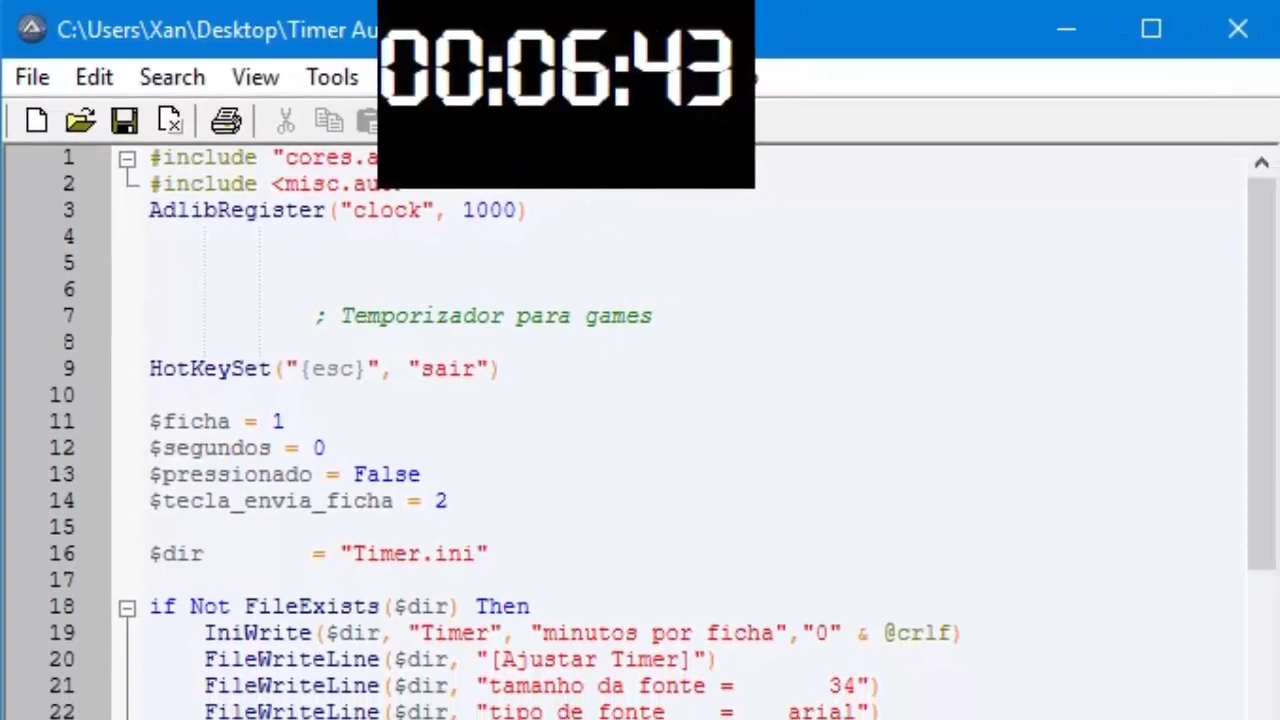 C:\Users\Xan\Desktop\Timer Au
00:06:43
File Edit Search View Tools
1 #include "cores.a
2 #include <misc.au
3 AdlibRegister("clock", 1000)
4
5
6
7 ; Temporizador para games
8
9 HotKeySet("{esc}", "sair")
10
11 $ficha = 1
12 $segundos = 0
13 $pressionado = False
14 $tecla_envia_ficha = 2
15
16 $dir = "Timer.ini"
17
18 if Not FileExists($dir) Then
19 IniWrite($dir, "Timer", "minutos por ficha","0" & @crlf)
20 FileWriteLine($dir, "[Ajustar Timer]")
21 FileWriteLine($dir, "tamanho da fonte = 34")
22 FileWriteLine($dir, "tipo de fonte = arial")